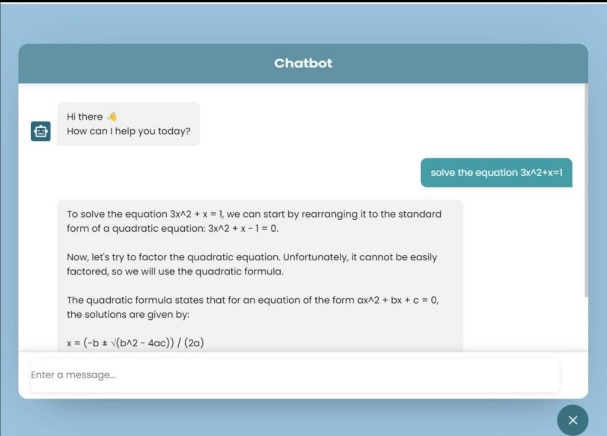 Chatbot
Hi there 👋
How can I help you today?
solve the equation 3x^2+x=1
To solve the equation 3x^2 + x = 1, we can start by rearranging it to the standard
form of a quadratic equation: 3x^2 + x - 1 = 0.
Now, let's try to factor the quadratic equation. Unfortunately, it cannot be easily
factored, so we will use the quadratic formula.
The quadratic formula states that for an equation of the form ax^2 + bx + c = 0,
the solutions are given by:
x = (-b ± √(b^2 - 4ac)) / (2a)
Enter a message...